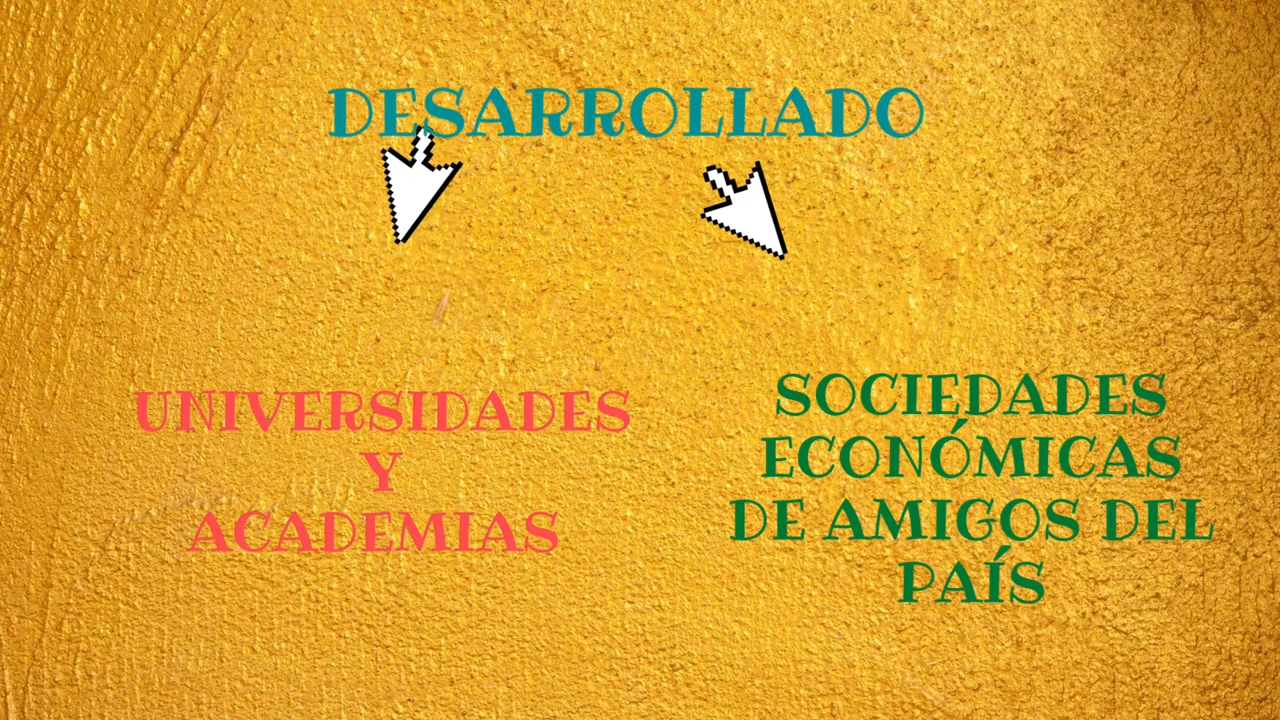 DESARROLLADO
UNIVERSIDADES
Y
ACADEMIAS
SOCIEDADES
ECONÓMICAS
DE AMIGOS DEL
PAÍS